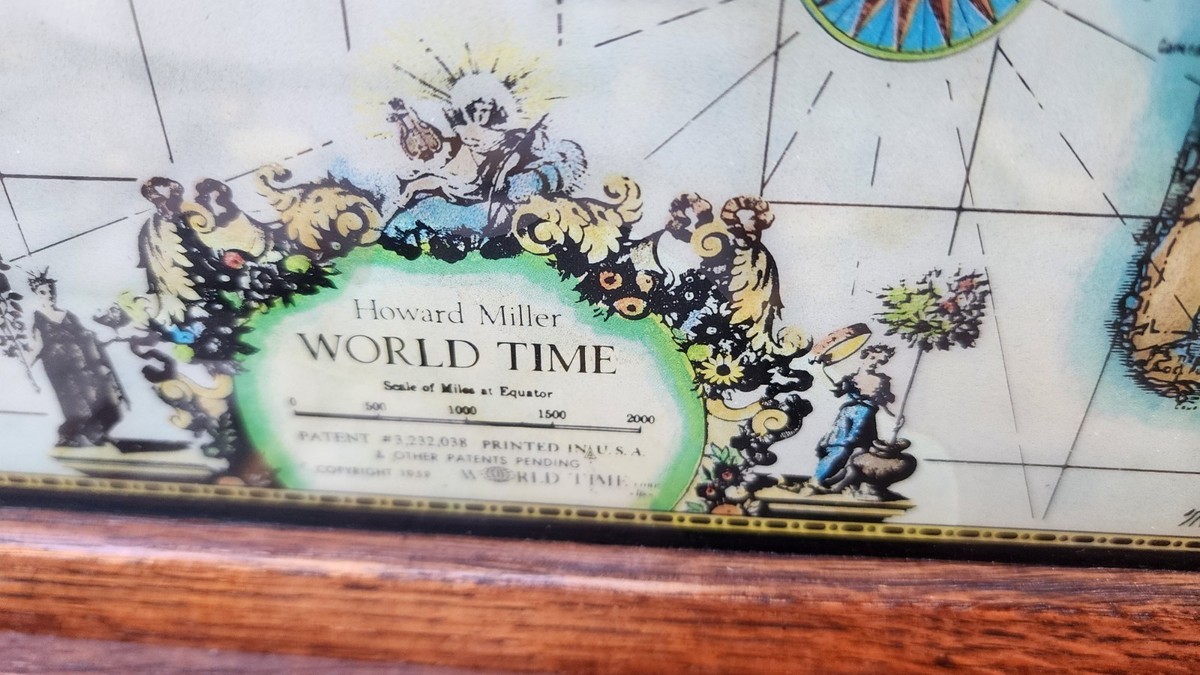 Howard Miller
WORLD TIME
Scale of Miles at Equator
0 500 1000 1500 2000
PATENT #3,232,038 PRINTED IN U.S.A.
& OTHER PATENTS PENDING
COPYRIGHT 1959 WORLD TIME